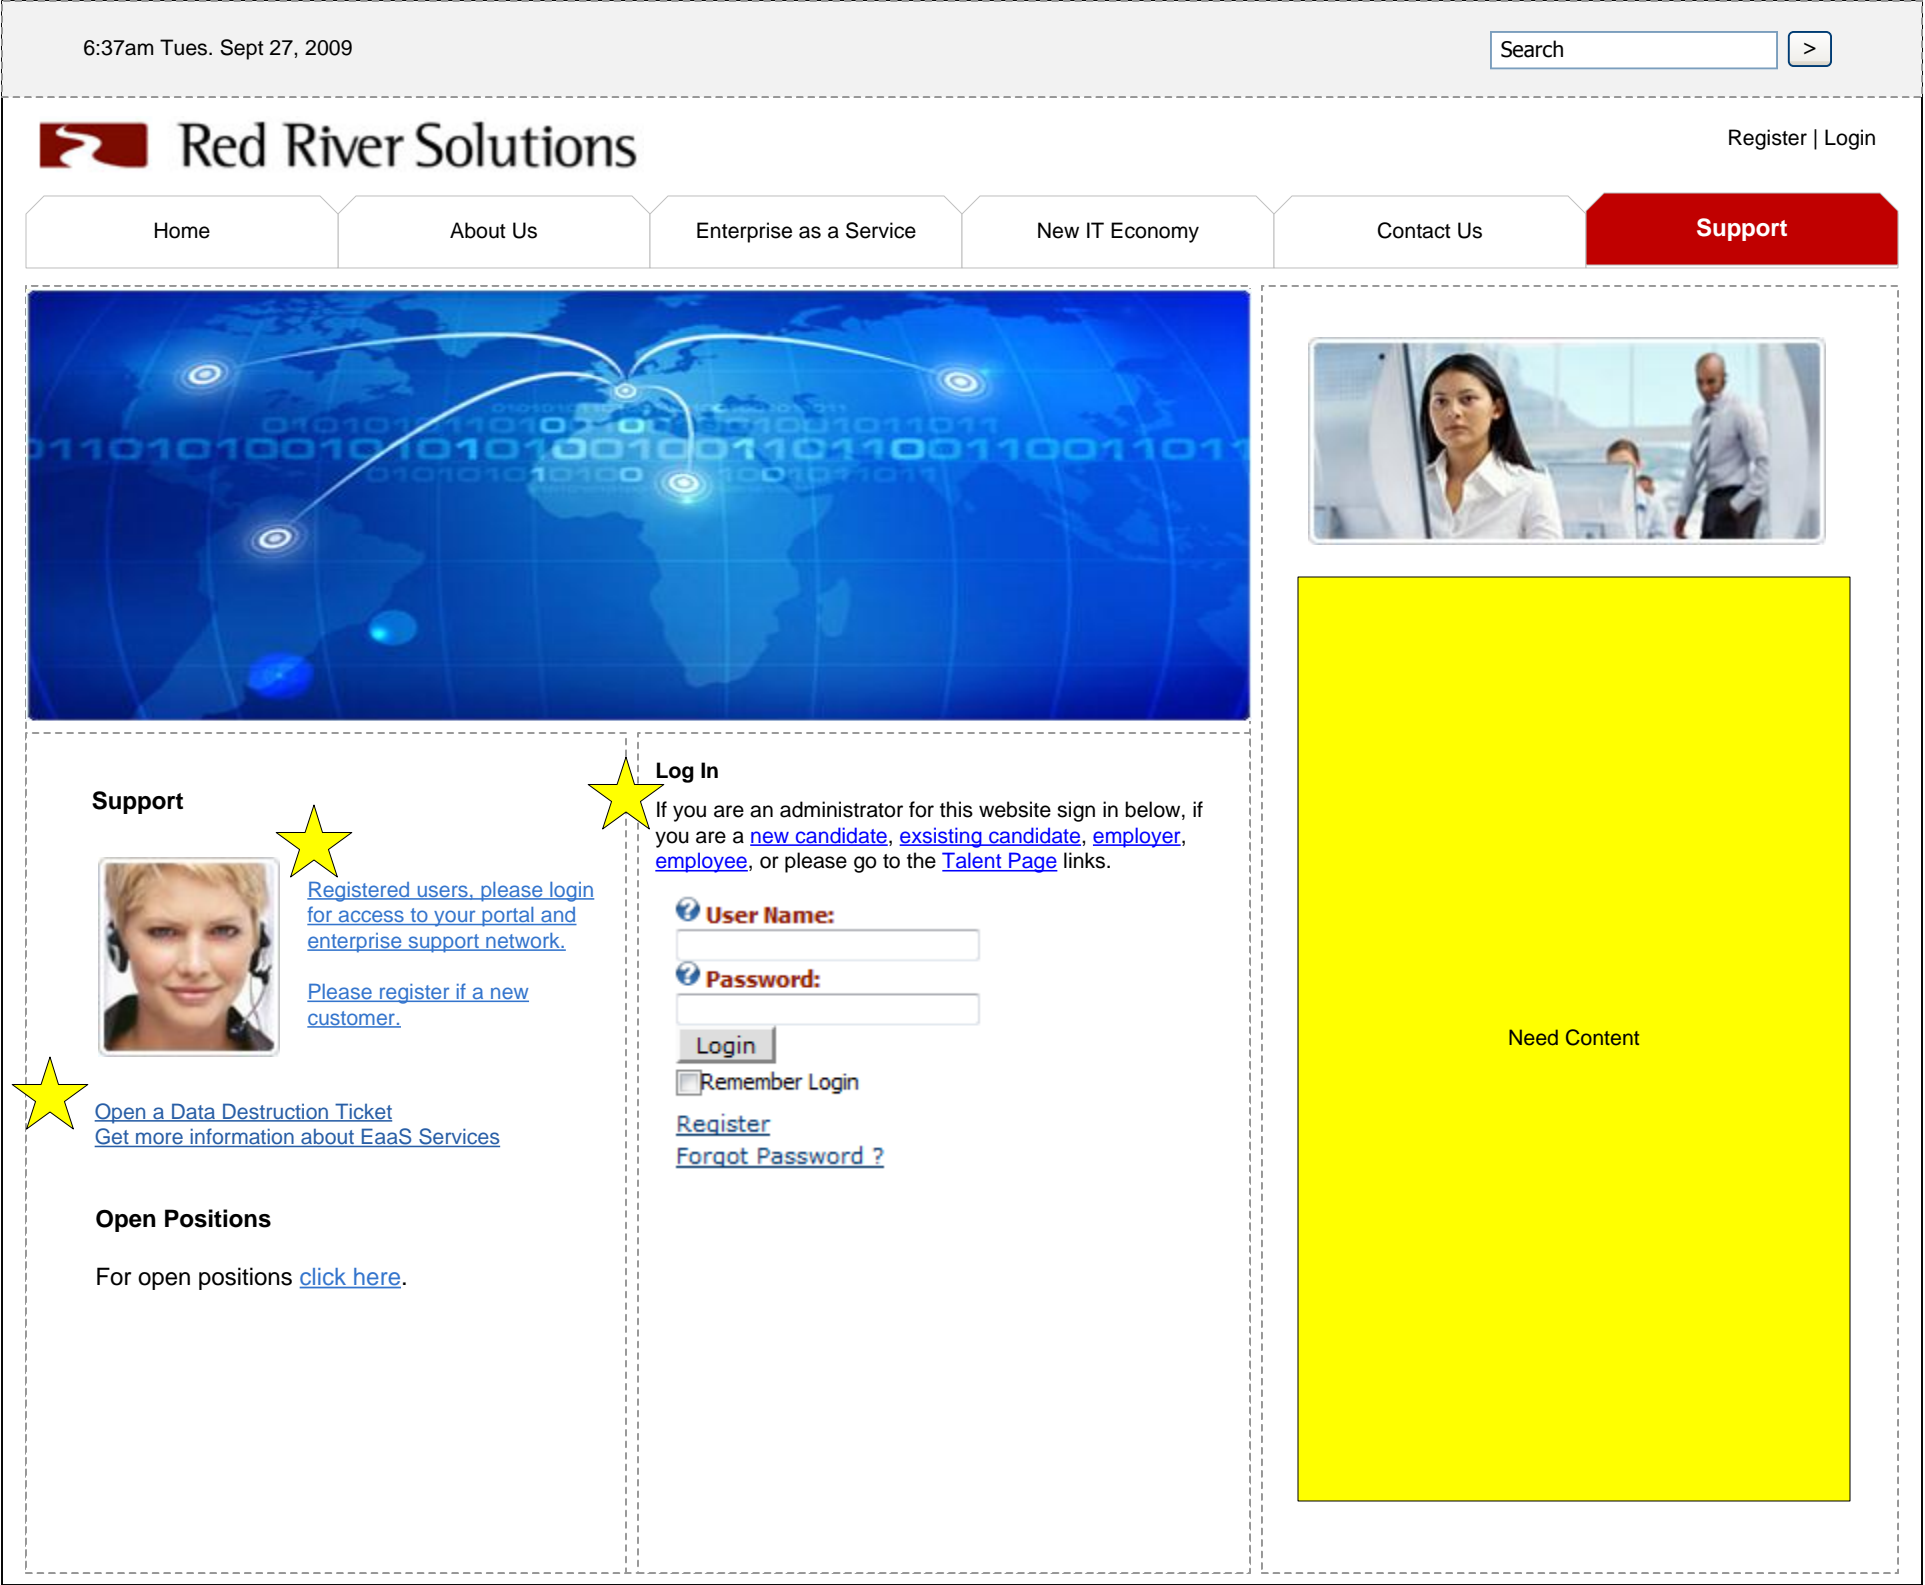 6:37am Tues. Sept 27, 2009
Search
>
Red River Solutions
Register | Login
Home
About Us
Enterprise as a Service
New IT Economy
Contact Us
Support
Support
Registered users, please login
for access to your portal and
enterprise support network.
Please register if a new
customer.
Open a Data Destruction Ticket
Get more information about EaaS Services
Open Positions
For open positions click here.
Log In
If you are an administrator for this website sign in below, if
you are a new candidate, exsisting candidate, employer,
employee, or please go to the Talent Page links.
User Name:
Password:
Login
Remember Login
Register
Forgot Password ?
Need Content